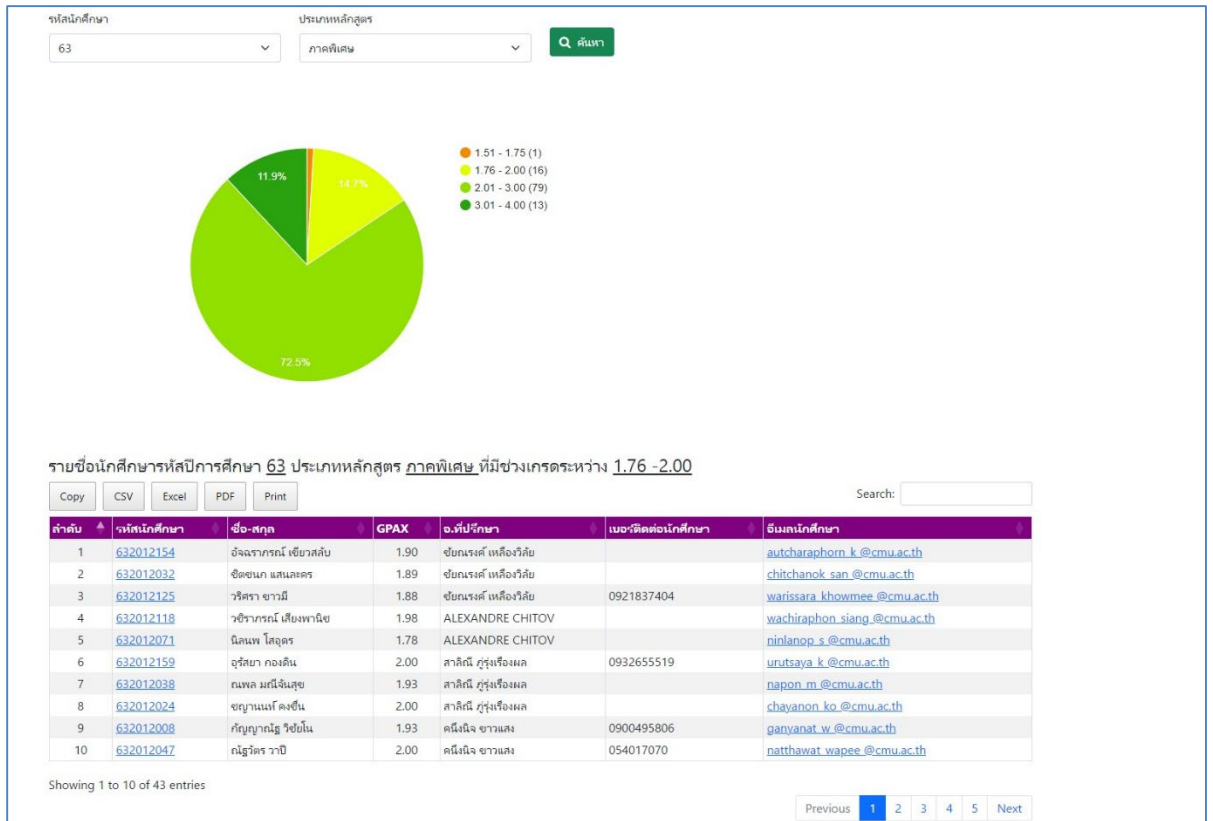 รหัสนักศึกษา ประเภทหลักสูตร
63 ภาคพิเศษ ค้นหา
1.51 - 1.75 (1)
1.76 - 2.00 (16)
2.01 - 3.00 (79)
3.01 - 4.00 (13)
11.9% 14.7%
72.5%
รายชื่อนักศึกษารหัสปีการศึกษา 63 ประเภทหลักสูตร ภาคพิเศษ ที่มีช่วงเกรดระหว่าง 1.76 -2.00
Copy CSV Excel PDF Print Search:
ลำดับ รหัสนักศึกษา ชื่อ-สกุล GPAX อ.ที่ปรึกษา เบอร์ติดต่อนักศึกษา อีเมลนักศึกษา
1 632012154 อัจฉราภรณ์ เขียวสลับ 1.90 ชัยณรงค์ เหลืองวิลัย autcharaphorn_k @cmu.ac.th
2 632012032 ชิตชนก แสนละคร 1.89 ชัยณรงค์ เหลืองวิลัย chitchanok_san @cmu.ac.th
3 632012125 วริศรา ขาวมี 1.88 ชัยณรงค์ เหลืองวิลัย 0921837404 warissara_khowmee @cmu.ac.th
4 632012118 วชิราภรณ์ เสียงพานิช 1.98 ALEXANDRE CHITOV wachiraphon_siang @cmu.ac.th
5 632012071 นิลนพ โสอุดร 1.78 ALEXANDRE CHITOV ninlanop_s @cmu.ac.th
6 632012159 อุรัสยา กองดิน 2.00 สาลิณี ภู่รุ่งเรืองผล 0932655519 urutsaya_k @cmu.ac.th
7 632012038 ณพล มณีจันสุข 1.93 สาลิณี ภู่รุ่งเรืองผล napon_m @cmu.ac.th
8 632012024 ชญานนท์ คงชื่น 2.00 สาลิณี ภู่รุ่งเรืองผล chayanon_ko @cmu.ac.th
9 632012008 กัญญาณัฐ วิชัยโน 1.93 คนึงนิจ ขาวแสง 0900495806 ganyanat_w @cmu.ac.th
10 632012047 ณัฐวัตร วาปี 2.00 คนึงนิจ ขาวแสง 054017070 natthawat_wapee @cmu.ac.th
Showing 1 to 10 of 43 entries
Previous 1 2 3 4 5 Next